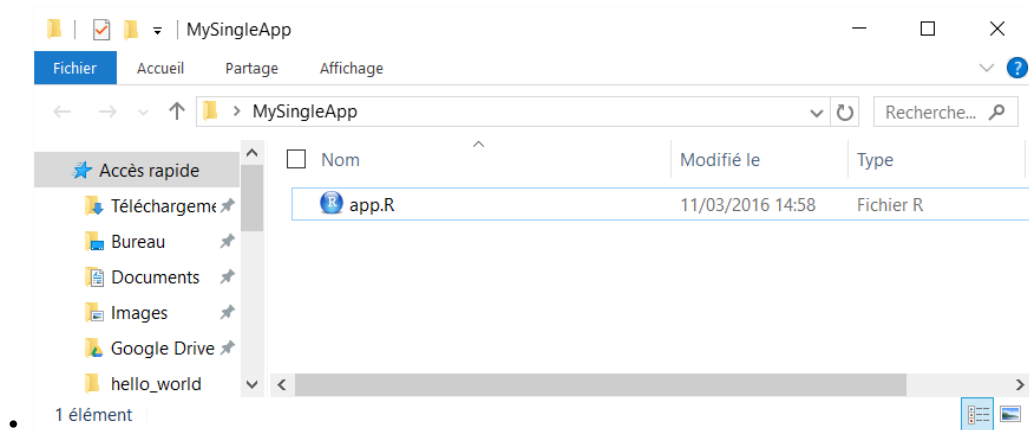 MySingleApp
Fichier Accueil Partage Affichage
MySingleApp Recherche...
Accès rapide Nom Modifié le Type
Téléchargeme app.R 11/03/2016 14:58 Fichier R
Bureau
Documents
Images
Google Drive
hello_world
1 élément